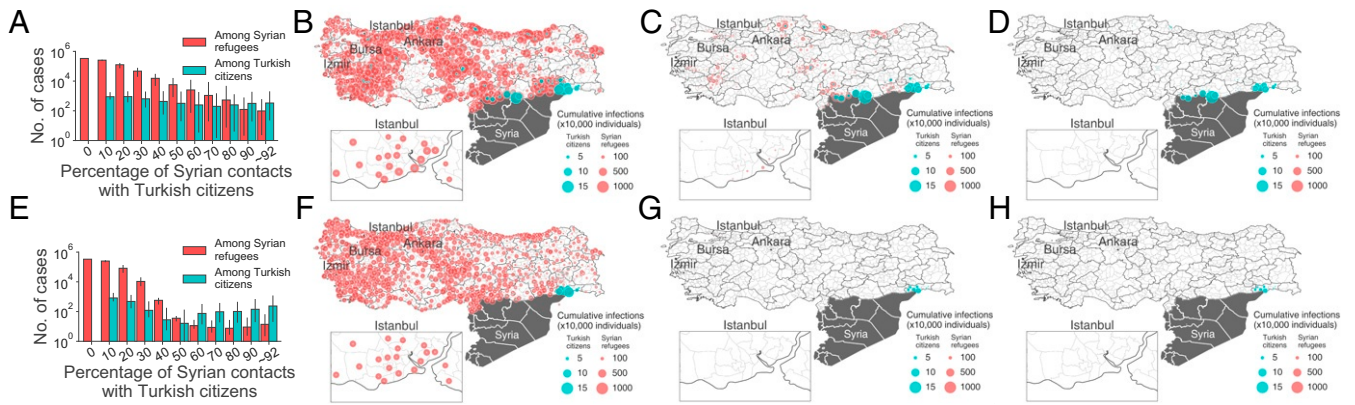 A
Among Syrian
refugees
Among Turkish
citizens
No. of cases
10^6
10^4
10^2
10^0
0 10 20 30 40 50 60 70 80 90 ~92
Percentage of Syrian contacts
with Turkish citizens
B
Istanbul
Bursa
Ankara
Izmir
Syria
Istanbul
Cumulative infections
(x10,000 individuals)
Turkish
citizens
Syrian
refugees
5 100
10 500
15 1000
C
Istanbul
Bursa
Ankara
Izmir
Syria
Istanbul
Cumulative infections
(x10,000 individuals)
Turkish
citizens
Syrian
refugees
5 100
10 500
15 1000
D
Istanbul
Bursa
Ankara
Izmir
Syria
Istanbul
Cumulative infections
(x10,000 individuals)
Turkish
citizens
Syrian
refugees
5 100
10 500
15 1000
E
Among Syrian
refugees
Among Turkish
citizens
No. of cases
10^6
10^4
10^2
10^0
0 10 20 30 40 50 60 70 80 90 ~92
Percentage of Syrian contacts
with Turkish citizens
F
Istanbul
Bursa
Ankara
Izmir
Syria
Istanbul
Cumulative infections
(x10,000 individuals)
Turkish
citizens
Syrian
refugees
5 100
10 500
15 1000
G
Istanbul
Bursa
Ankara
Izmir
Syria
Istanbul
Cumulative infections
(x10,000 individuals)
Turkish
citizens
Syrian
refugees
5 100
10 500
15 1000
H
Istanbul
Bursa
Ankara
Izmir
Syria
Istanbul
Cumulative infections
(x10,000 individuals)
Turkish
citizens
Syrian
refugees
5 100
10 500
15 1000